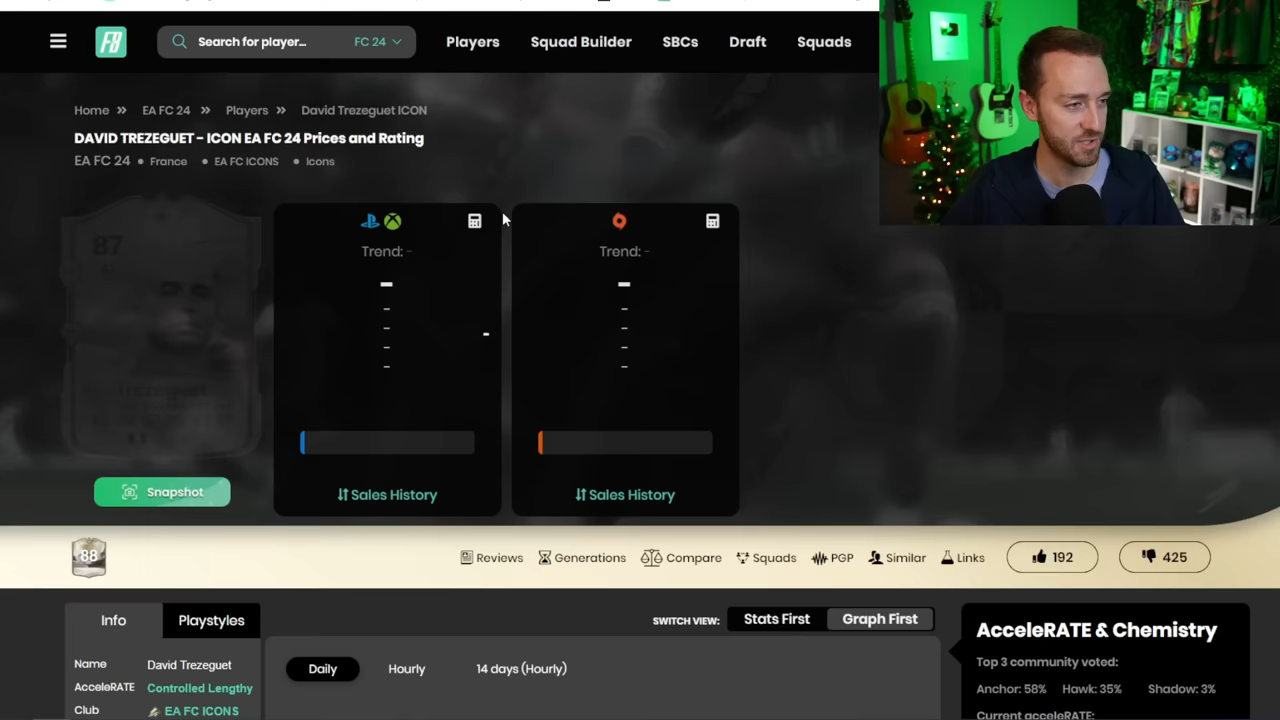 FB
Search for player...
FC 24
Players
Squad Builder
SBCs
Draft
Squads
Home » EA FC 24 » Players » David Trezeguet ICON
DAVID TREZEGUET - ICON EA FC 24 Prices and Rating
EA FC 24 • France • EA FC ICONS • Icons
87
Trezeguet
Trend: -
Trend: -
Sales History
Sales History
Snapshot
88
Reviews
Generations
Compare
Squads
PGP
Similar
Links
192
425
Info
Playstyles
SWITCH VIEW:
Stats First
Graph First
Name
David Trezeguet
AcceleRATE
Controlled Lengthy
Club
EA FC ICONS
Daily
Hourly
14 days (Hourly)
AcceleRATE & Chemistry
Top 3 community voted:
Anchor: 58%
Hawk: 35%
Shadow: 3%
Current acceleRATE: